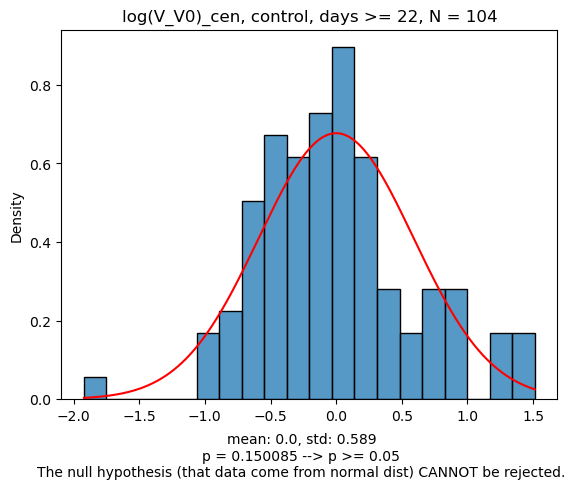 log(V_V0)_cen, control, days >= 22, N = 104
Density
0.8
0.6
0.4
0.2
0.0
−2.0 −1.5 −1.0 −0.5 0.0 0.5 1.0 1.5
mean: 0.0, std: 0.589
p = 0.150085 --> p >= 0.05
The null hypothesis (that data come from normal dist) CANNOT be rejected.